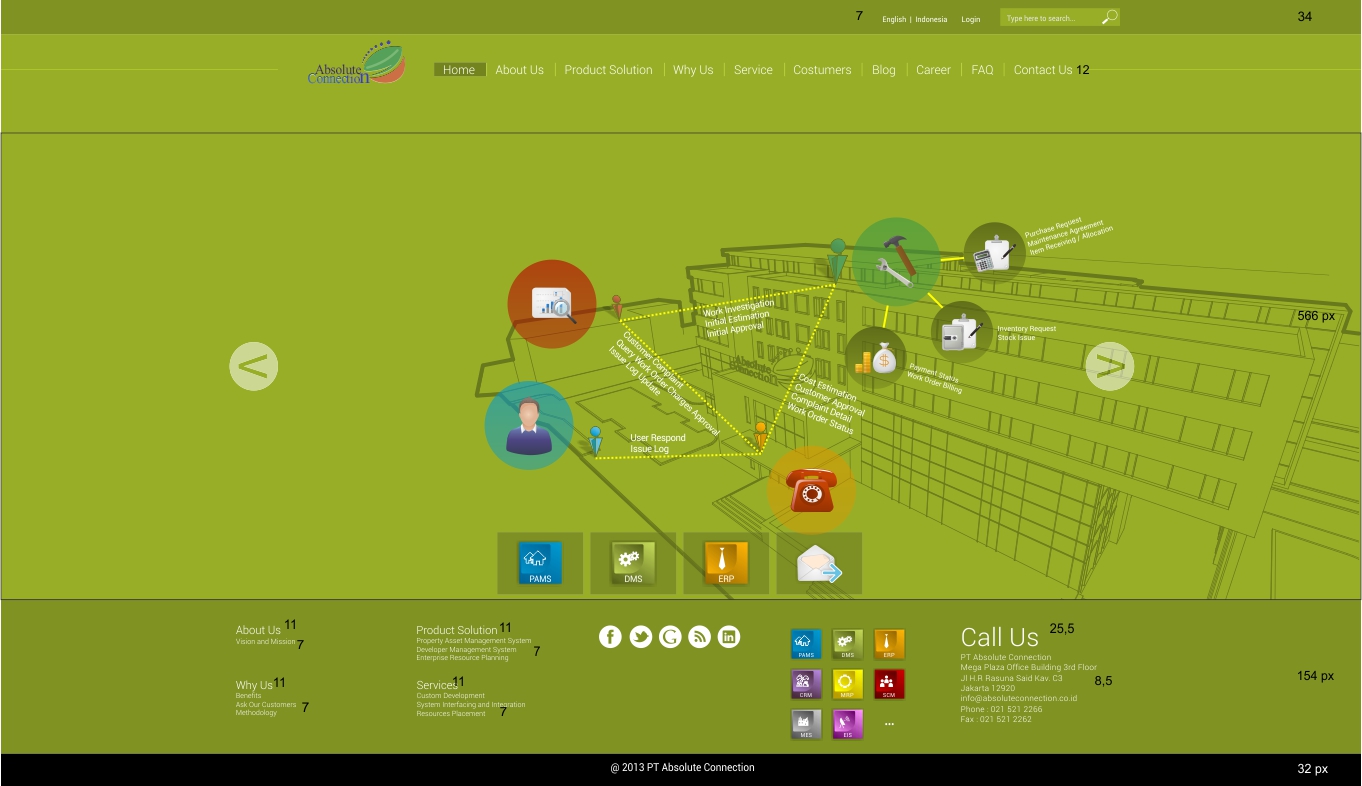 7 English | Indonesia Login Type here to search... 34
Absolute
Connection
Home About Us Product Solution Why Us Service Costumers Blog Career FAQ Contact Us 12
Purchase Request
Maintenance Agreement
Item Receiving / Allocation
Work Investigation
Initial Estimation
Initial Approval
566 px
Inventory Request
Stock Issue
Customer Complaint
Query Work Order Charges Approval
Issue Log Update
Absolute
Connection
< >
Payment Status
Work Order Billing
Cost Estimation
Customer Approval
Complaint Detail
Work Order Status
User Respond
Issue Log
PAMS DMS ERP
About Us 11
Vision and Mission 7
Why Us 11
Benefits
Ask Our Customers 7
Methodology
Product Solution 11
Property Asset Management System
Developer Management System 7
Enterprise Resource Planning
Services 11
Custom Development
System Interfacing and Integration
Resources Placement 7
f G in
PAMS DMS ERP
CRM MRP SCM
MES EIS ...
Call Us 25,5
PT Absolute Connection
Mega Plaza Office Building 3rd Floor
Jl H.R Rasuna Said Kav. C3 8,5
Jakarta 12920
info@absoluteconnection.co.id
Phone : 021 521 2266
Fax : 021 521 2262
154 px
@ 2013 PT Absolute Connection 32 px